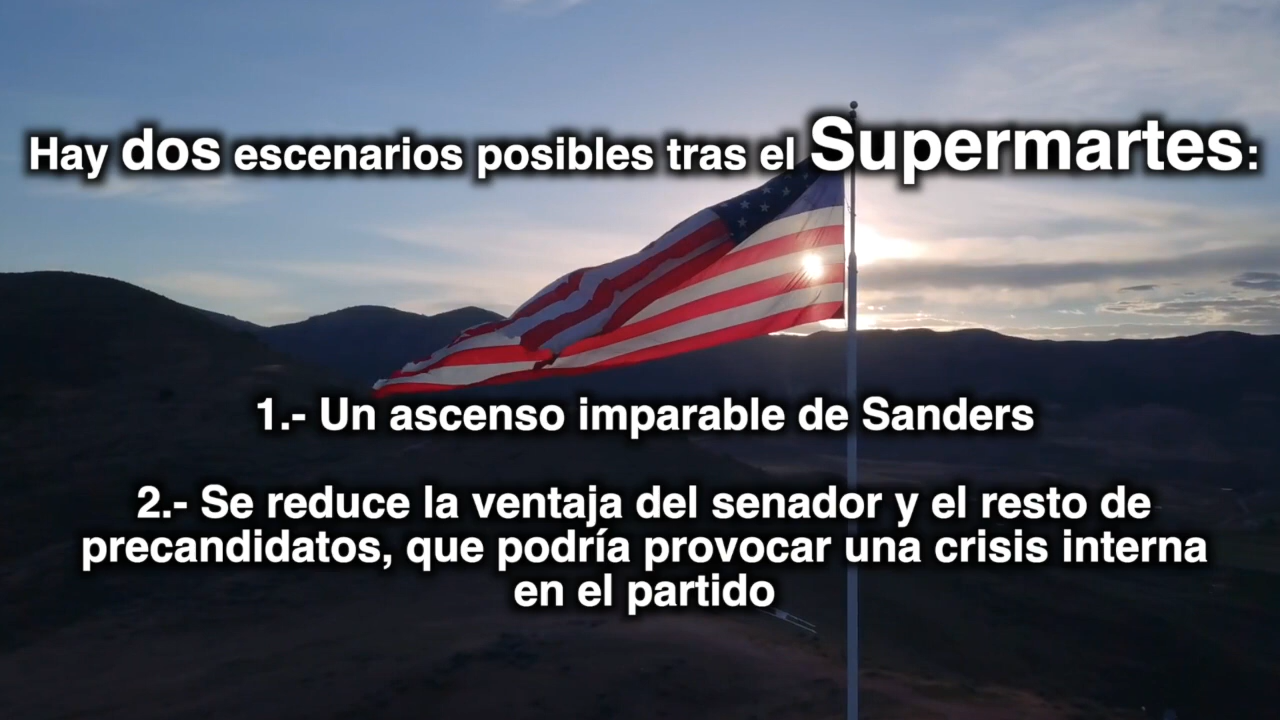 Hay dos escenarios posibles tras el Supermartes:
1.- Un ascenso imparable de Sanders
2.- Se reduce la ventaja del senador y el resto de
precandidatos, que podría provocar una crisis interna
en el partido